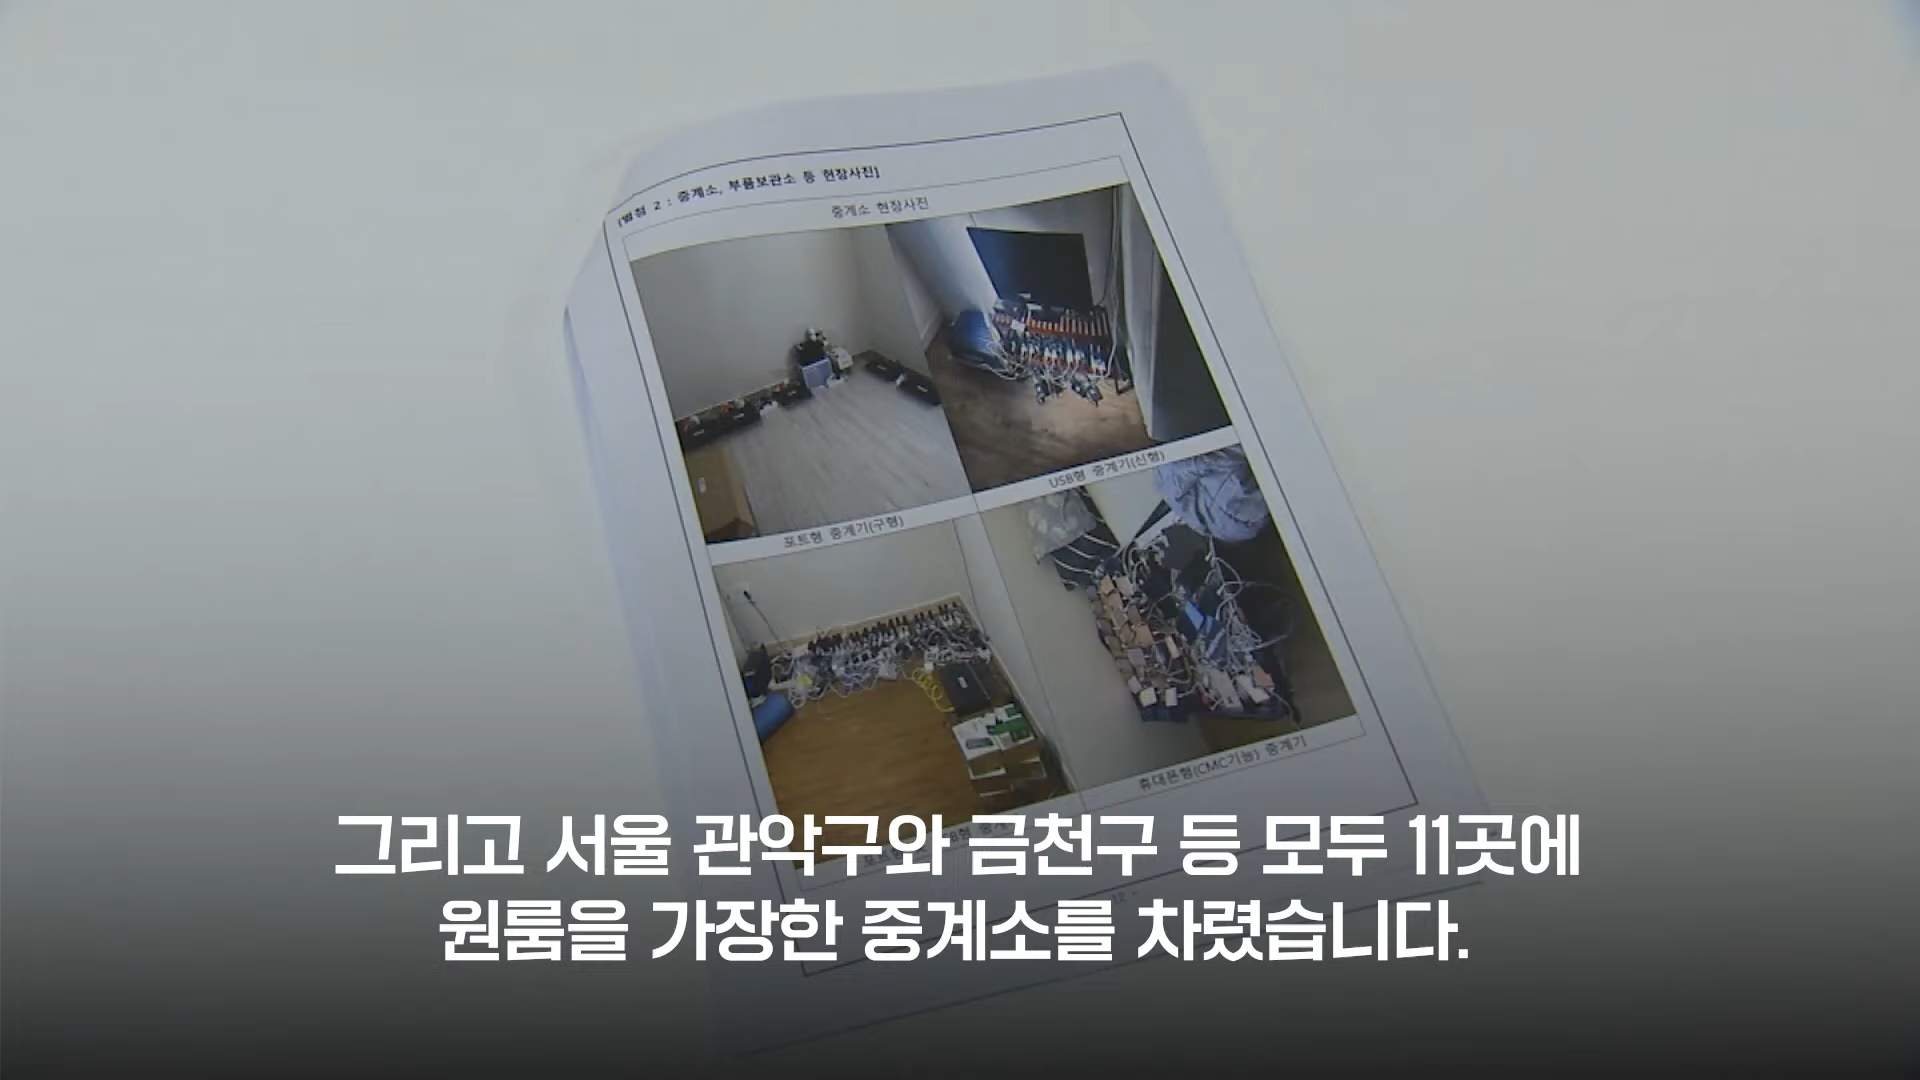 [별첨 2 : 중계소, 부품보관소 등 현장사진]
중계소 현장사진
포트형 중계기(구형)
USB형 중계기(신형)
휴대폰형(CMC기능) 중계기
그리고 서울 관악구와 금천구 등 모두 11곳에
원룸을 가장한 중계소를 차렸습니다.